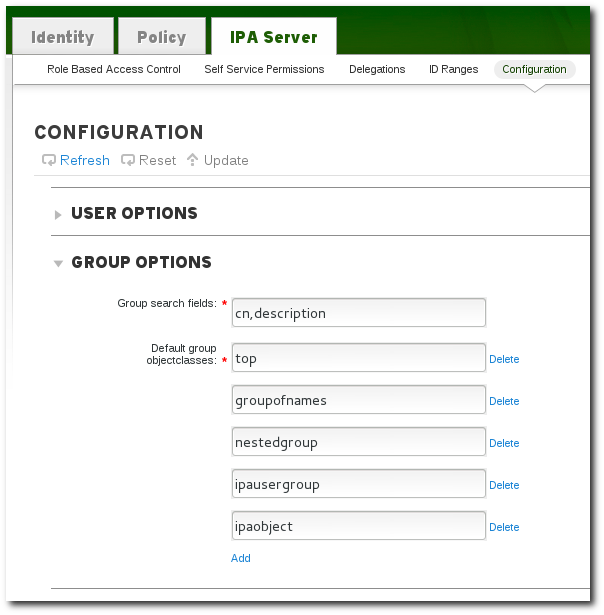 Identity Policy IPA Server
Role Based Access Control Self Service Permissions Delegations ID Ranges Configuration
CONFIGURATION
Refresh Reset Update
USER OPTIONS
GROUP OPTIONS
Group search fields: * cn,description
Default group
objectclasses: * top Delete
groupofnames Delete
nestedgroup Delete
ipausergroup Delete
ipaobject Delete
Add